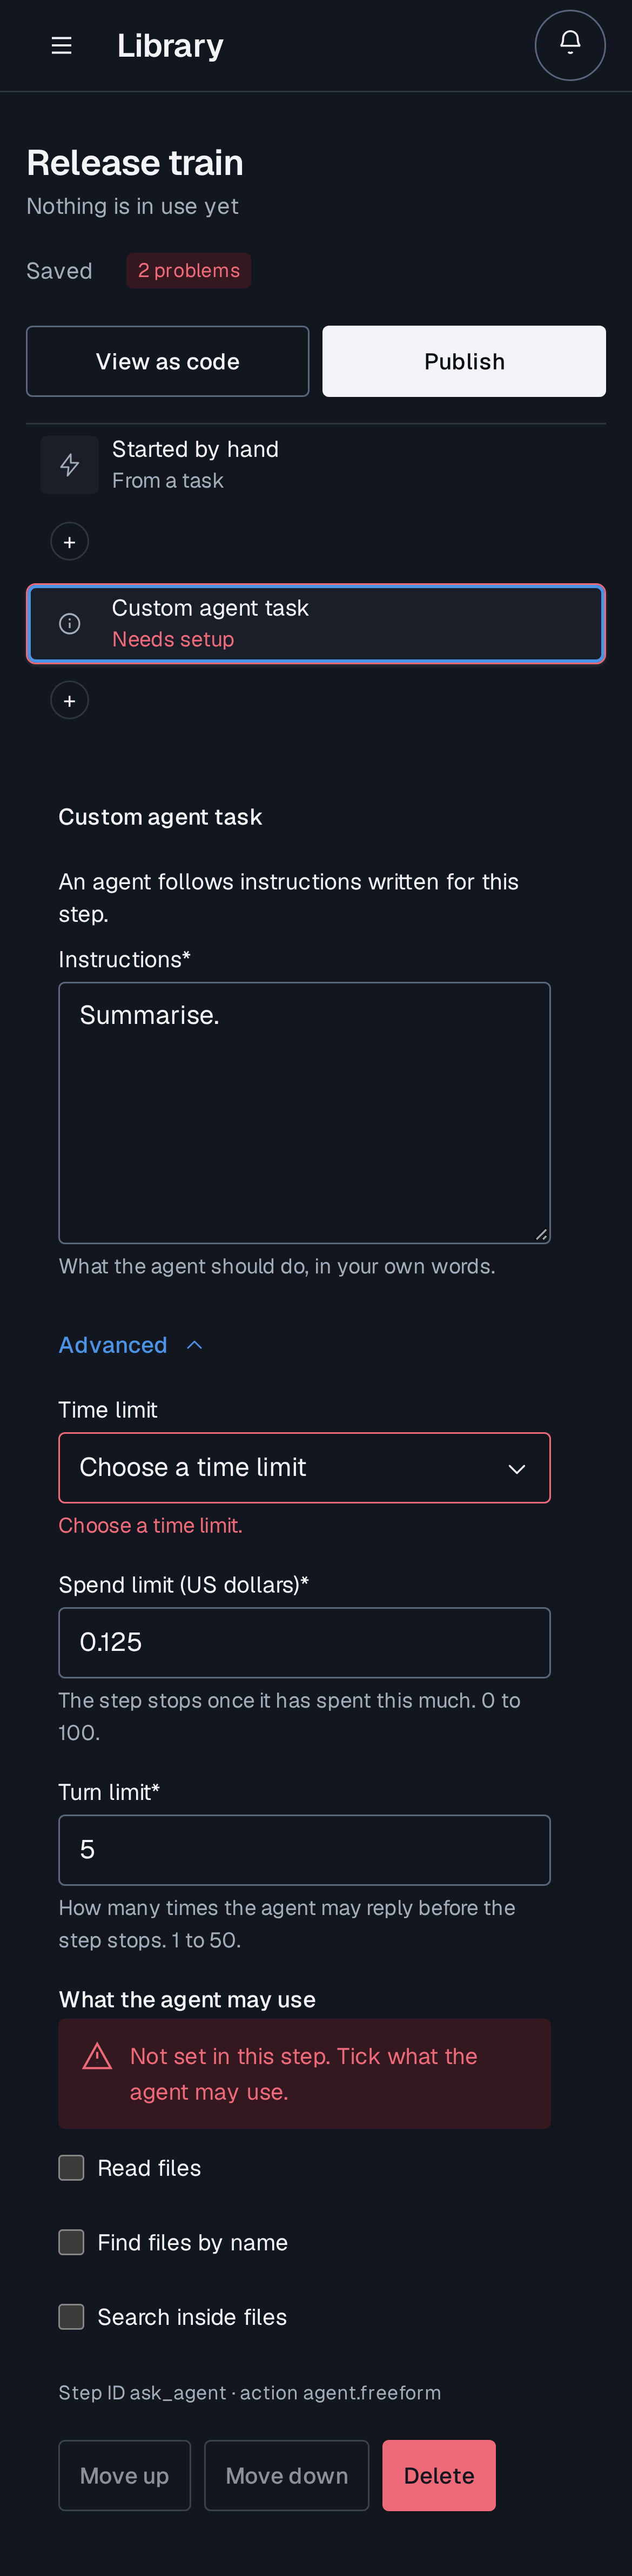 Library
Release train
Nothing is in use yet
Saved
2 problems
View as code
Publish
Started by hand
From a task
+
Custom agent task
Needs setup
+
Custom agent task
An agent follows instructions written for this
step.
Instructions*
Summarise.
What the agent should do, in your own words.
Advanced
Time limit
Choose a time limit
Choose a time limit.
Spend limit (US dollars)*
0.125
The step stops once it has spent this much. 0 to
100.
Turn limit*
5
How many times the agent may reply before the
step stops. 1 to 50.
What the agent may use
Not set in this step. Tick what the
agent may use.
Read files
Find files by name
Search inside files
Step ID ask_agent · action agent.freeform
Move up
Move down
Delete